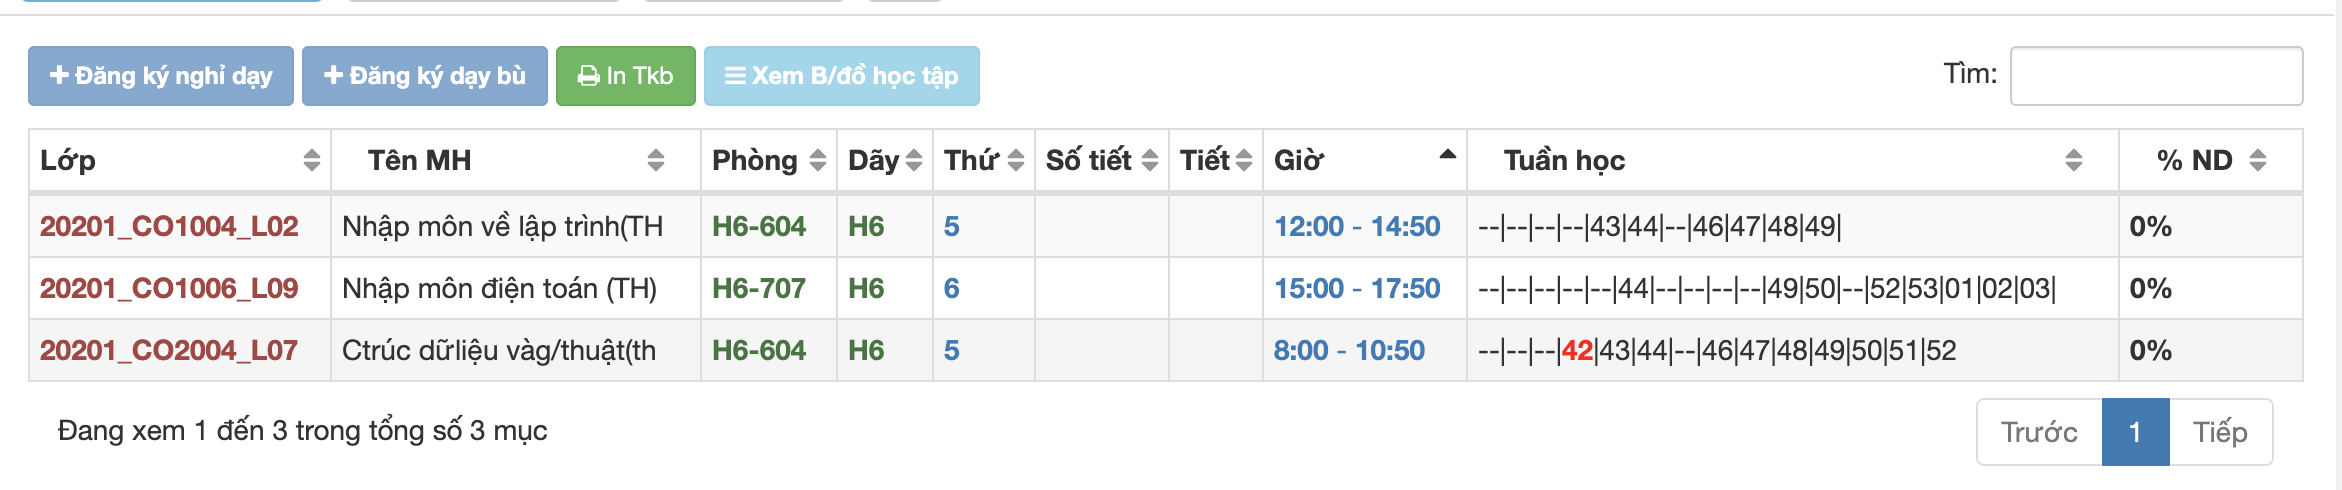 Đăng ký nghỉ dạy Đăng ký dạy bù In Tkb Xem B/đồ học tập Tìm:
Lớp Tên MH Phòng Dãy Thứ Số tiết Tiết Giờ Tuần học % ND
20201_CO1004_L02 Nhập môn về lập trình(TH H6-604 H6 5 12:00 - 14:50 --|--|--|--|43|44|--|46|47|48|49| 0%
20201_CO1006_L09 Nhập môn điện toán (TH) H6-707 H6 6 15:00 - 17:50 --|--|--|--|--|44|--|--|--|--|49|50|--|52|53|01|02|03| 0%
20201_CO2004_L07 Ctrúc dữliệu vàg/thuật(th H6-604 H6 5 8:00 - 10:50 --|--|--|42|43|44|--|46|47|48|49|50|51|52 0%
Đang xem 1 đến 3 trong tổng số 3 mục Trước 1 Tiếp